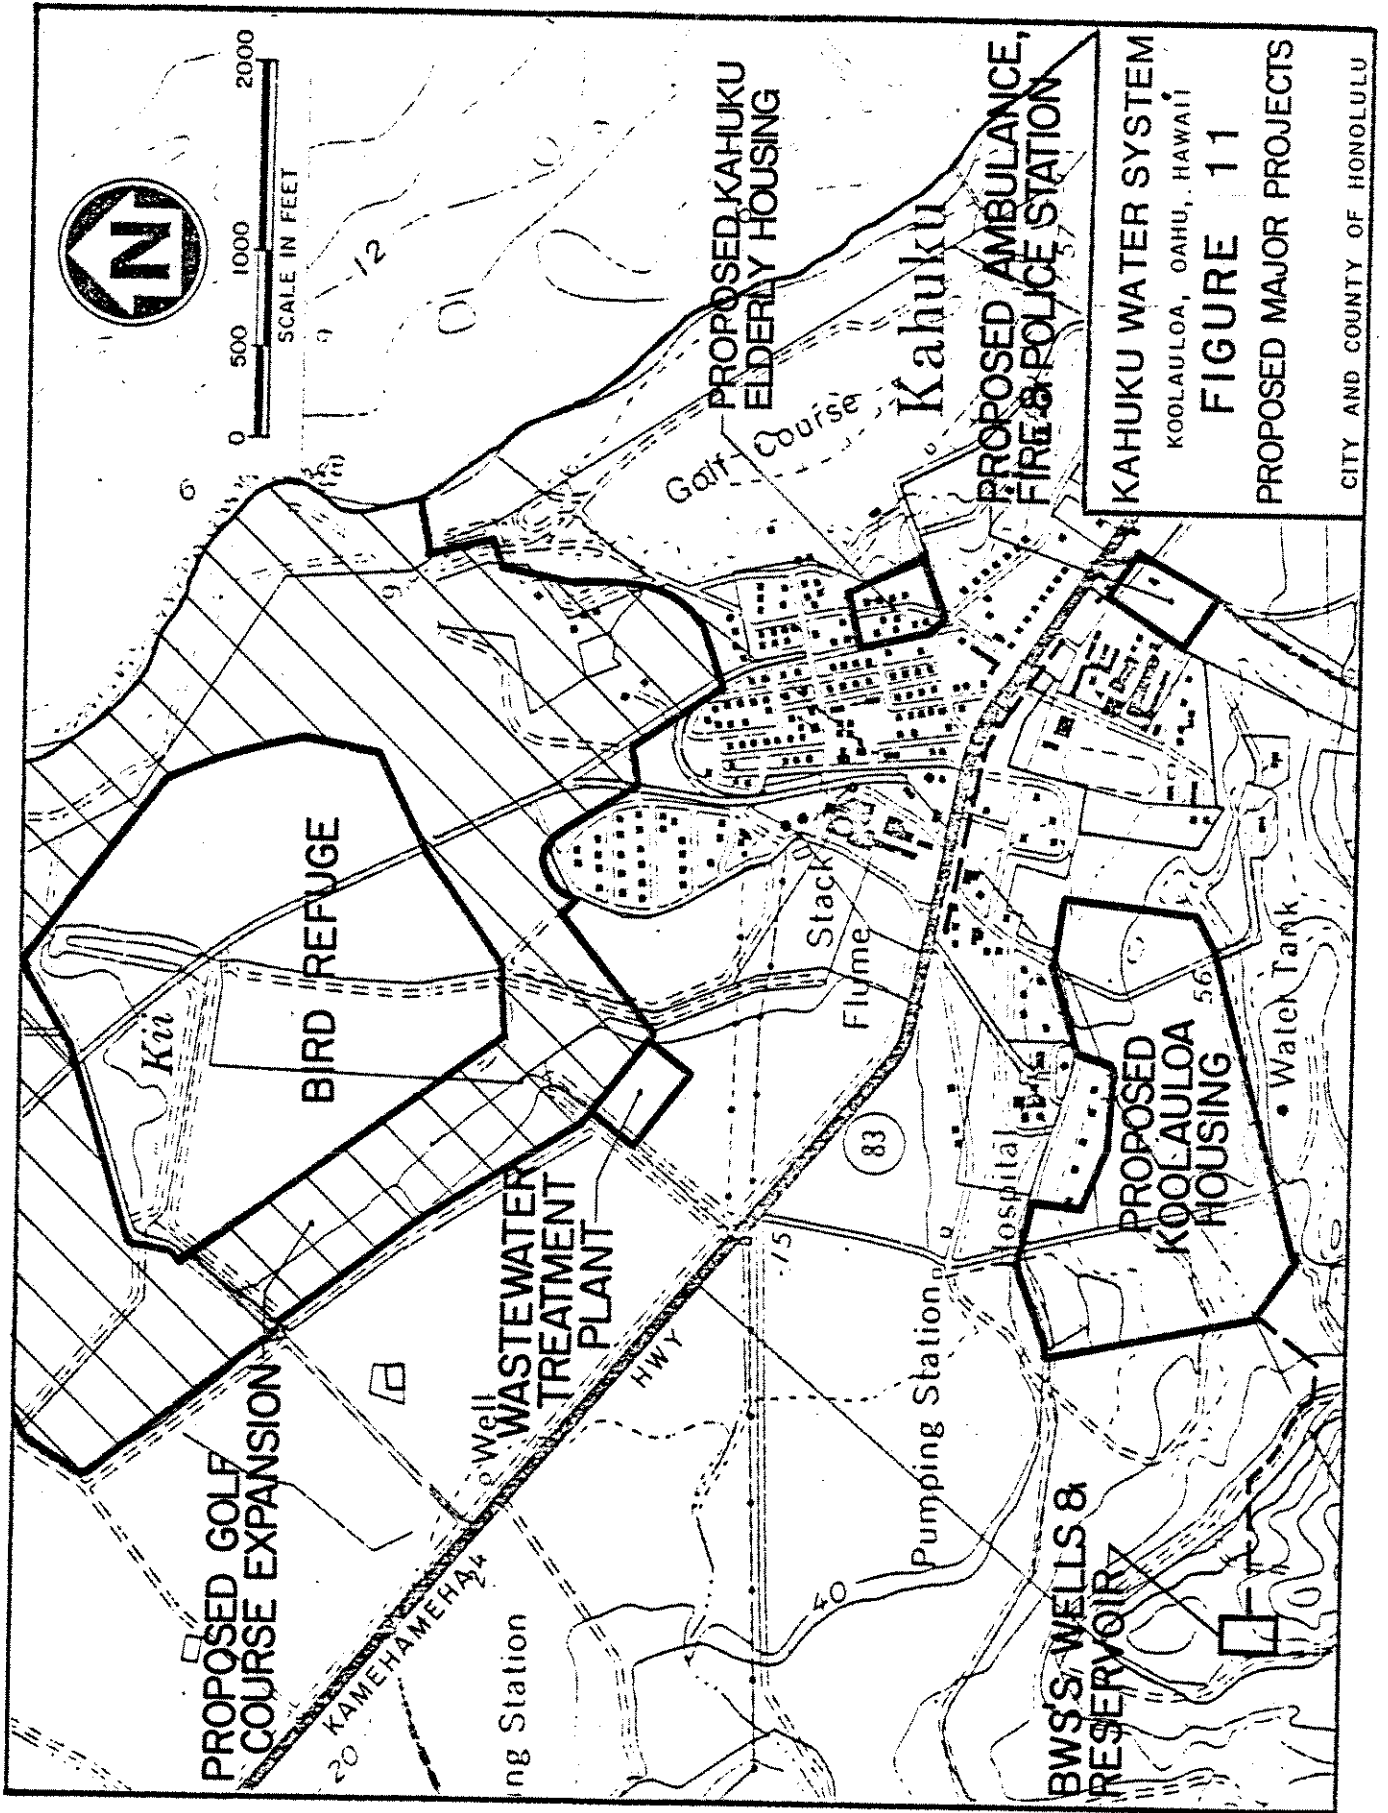 N
0 500 1000 2000
SCALE IN FEET
6
9
12
9
Kii
BIRD REFUGE
PROPOSED GOLF
COURSE EXPANSION
WASTEWATER
TREATMENT
PLANT
Well
KAMEHAMEHA
HWY
20
24
15
83
ng Station
Pumping Station
40
Stack
Flume
Golf Course
PROPOSED KAHUKU
ELDERLY HOUSING
Kahuku
PROPOSED AMBULANCE,
FIRE & POLICE STATION
57
ospital
PROPOSED
KOOLAULOA
HOUSING
56
Water Tank
BWS'S WELLS &
RESERVOIR
KAHUKU WATER SYSTEM
KOOLAULOA, OAHU, HAWAII
FIGURE 11
PROPOSED MAJOR PROJECTS
CITY AND COUNTY OF HONOLULU